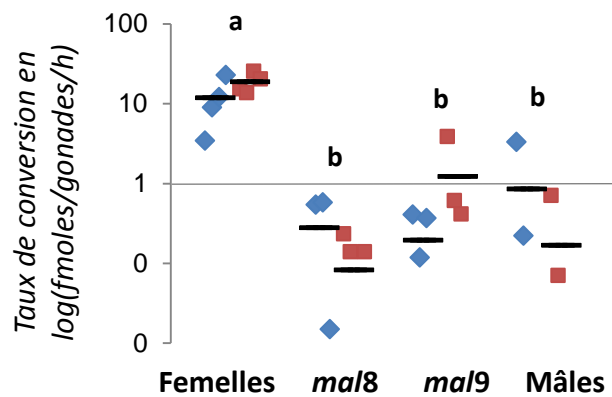 Taux de conversion en
log(fmoles/gonades/h)
100
10
1
0
0
a
b
b
b
Femelles mal8 mal9 Mâles